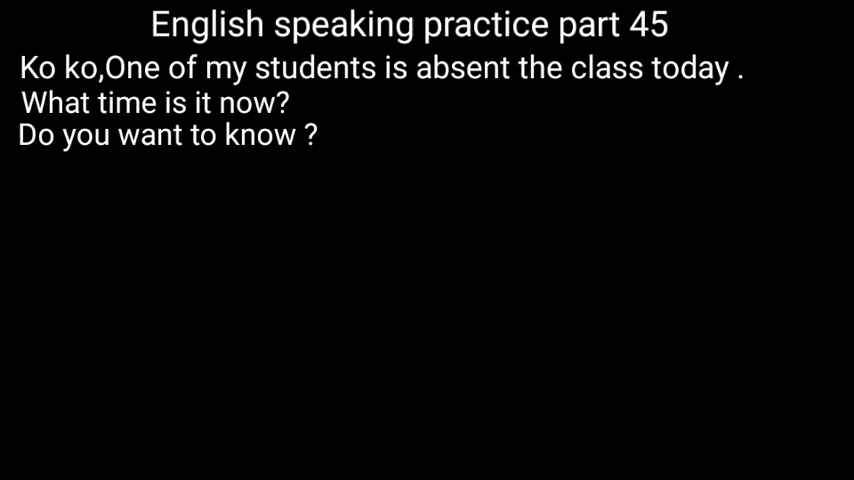 English speaking practice part 45
Ko ko,One of my students is absent the class today .
What time is it now?
Do you want to know ?